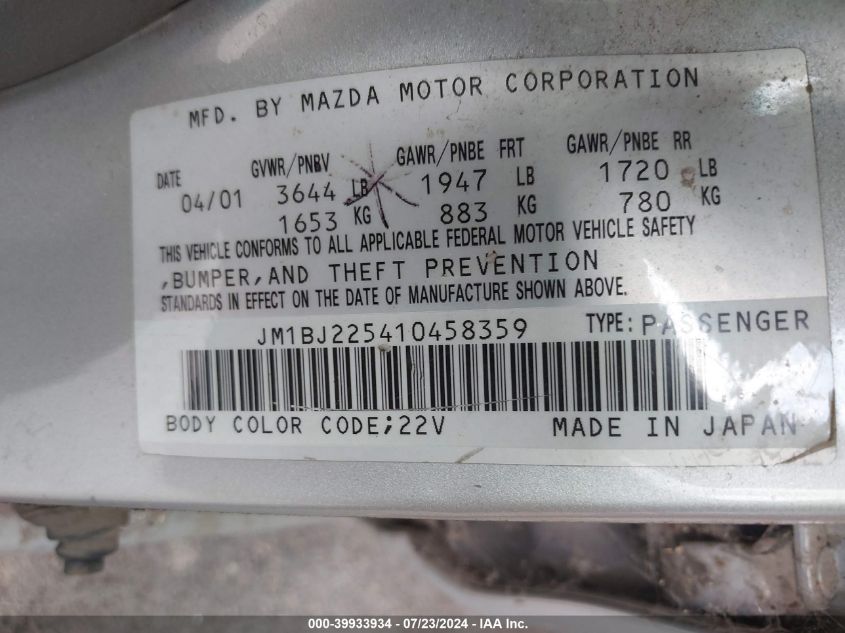 MFD. BY MAZDA MOTOR CORPORATION
DATE GVWR/PNBV GAWR/PNBE FRT GAWR/PNBE RR
04/01 3644 LB 1947 LB 1720 LB
1653 KG 883 KG 780 KG
THIS VEHICLE CONFORMS TO ALL APPLICABLE FEDERAL MOTOR VEHICLE SAFETY
,BUMPER,AND THEFT PREVENTION
STANDARDS IN EFFECT ON THE DATE OF MANUFACTURE SHOWN ABOVE.
JM1BJ225410458359 TYPE:PASSENGER
BODY COLOR CODE;22V MADE IN JAPAN
000-39933934 / 07/23/2024 - IAA Inc.